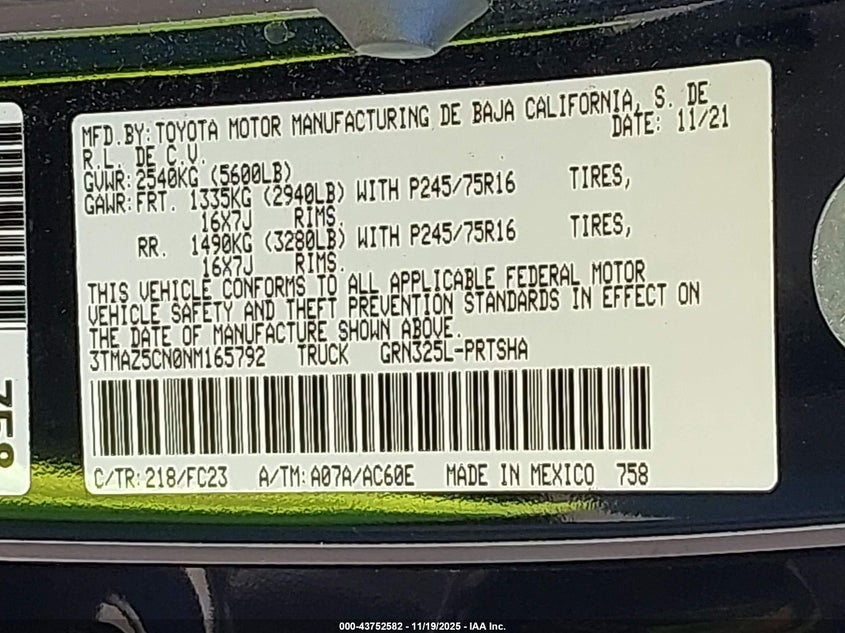 MFD.BY:TOYOTA MOTOR MANUFACTURING DE BAJA CALIFORNIA, S. DE
R.L. DE C.V. DATE: 11/21
GVWR:2540KG (5600LB)
GAWR:FRT. 1335KG (2940LB) WITH P245/75R16 TIRES,
16X7J RIMS.
RR. 1490KG (3280LB) WITH P245/75R16 TIRES,
16X7J RIMS.
THIS VEHICLE CONFORMS TO ALL APPLICABLE FEDERAL MOTOR
VEHICLE SAFETY AND THEFT PREVENTION STANDARDS IN EFFECT ON
THE DATE OF MANUFACTURE SHOWN ABOVE.
3TMAZ5CN0NM165792 TRUCK GRN325L-PRTSHA
C/TR:218/FC23 A/TM:A07A/AC60E MADE IN MEXICO 758
758
000-43752582 - 11/19/2025 - IAA Inc.